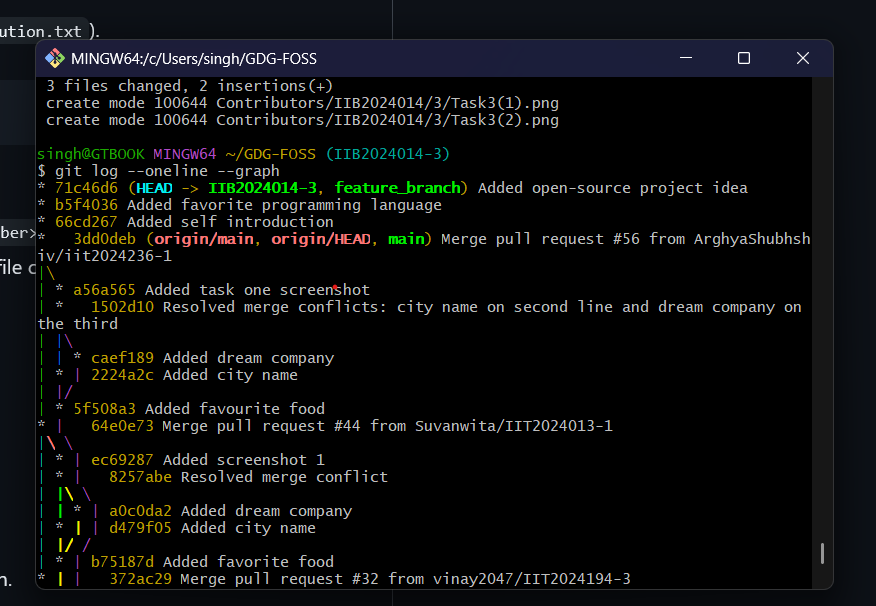 ution.txt ).
MINGW64:/c/Users/singh/GDG-FOSS
3 files changed, 2 insertions(+)
create mode 100644 Contributors/IIB2024014/3/Task3(1).png
create mode 100644 Contributors/IIB2024014/3/Task3(2).png
singh@GTBOOK MINGW64 ~/GDG-FOSS (IIB2024014-3)
$ git log --oneline --graph
* 71c46d6 (HEAD -> IIB2024014-3, feature_branch) Added open-source project idea
* b5f4036 Added favorite programming language
* 66cd267 Added self introduction
*   3dd0deb (origin/main, origin/HEAD, main) Merge pull request #56 from ArghyaShubhsh
ber>
iv/iit2024236-1
file c
|\
| * a56a565 Added task one screenshot
| *   1502d10 Resolved merge conflicts: city name on second line and dream company on
the third
| |\
| | * caef189 Added dream company
| * | 2224a2c Added city name
| |/
| * 5f508a3 Added favourite food
* |   64e0e73 Merge pull request #44 from Suvanwita/IIT2024013-1
|\ \
| * | ec69287 Added screenshot 1
| * |   8257abe Resolved merge conflict
| |\ \
| | * | a0c0da2 Added dream company
| * | | d479f05 Added city name
| |/ /
| * | b75187d Added favorite food
* | |   372ac29 Merge pull request #32 from vinay2047/IIT2024194-3
n.